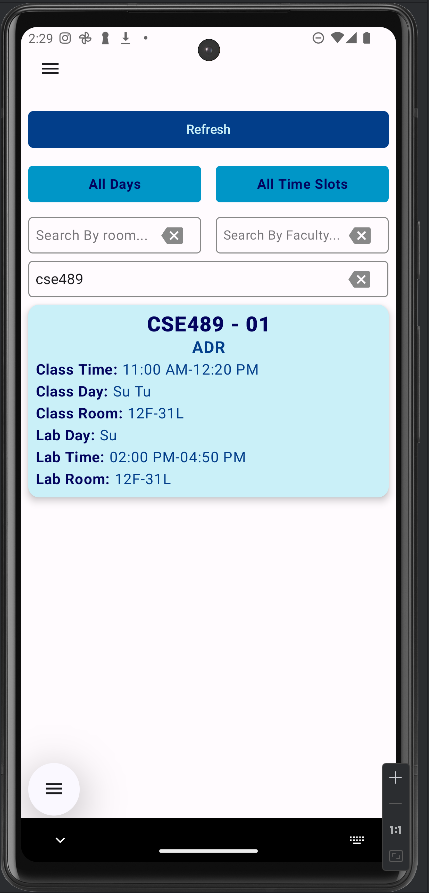 2:29
Refresh
All Days
All Time Slots
Search By room...
Search By Faculty...
cse489
CSE489 - 01
ADR
Class Time: 11:00 AM-12:20 PM
Class Day: Su Tu
Class Room: 12F-31L
Lab Day: Su
Lab Time: 02:00 PM-04:50 PM
Lab Room: 12F-31L
1:1